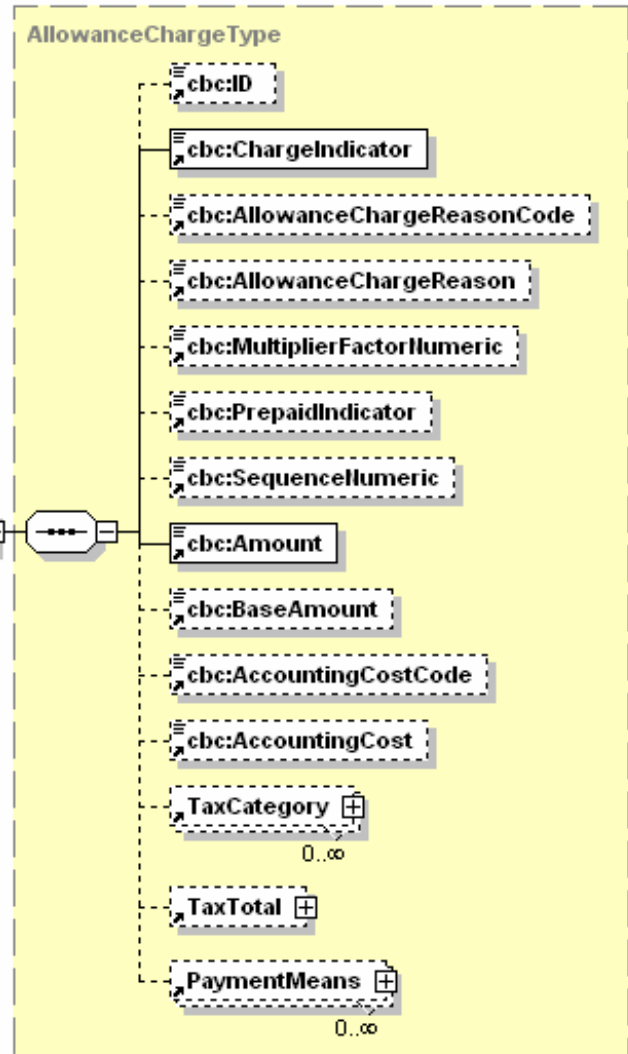 AllowanceChargeType
cbc:ID
cbc:ChargeIndicator
cbc:AllowanceChargeReasonCode
cbc:AllowanceChargeReason
cbc:MultiplierFactorNumeric
cbc:PrepaidIndicator
cbc:SequenceNumeric
cbc:Amount
cbc:BaseAmount
cbc:AccountingCostCode
cbc:AccountingCost
TaxCategory
0..∞
TaxTotal
PaymentMeans
0..∞